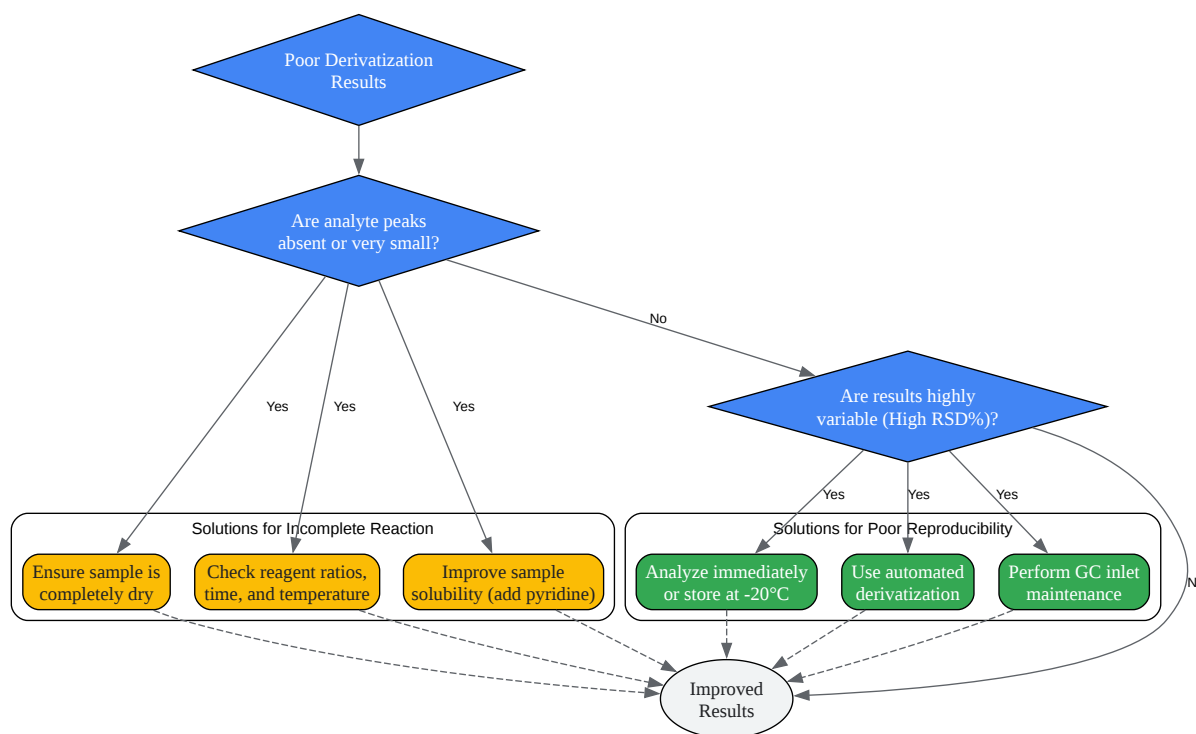 Poor Derivatization
Results
Are analyte peaks
absent or very small?
No
Are results highly
variable (High RSD%)?
Yes
Yes
Yes
Yes
Yes
Yes
Solutions for Incomplete Reaction
Ensure sample is
completely dry
Check reagent ratios,
time, and temperature
Improve sample
solubility (add pyridine)
Solutions for Poor Reproducibility
Analyze immediately
or store at -20°C
Use automated
derivatization
Perform GC inlet
maintenance
N
Improved
Results